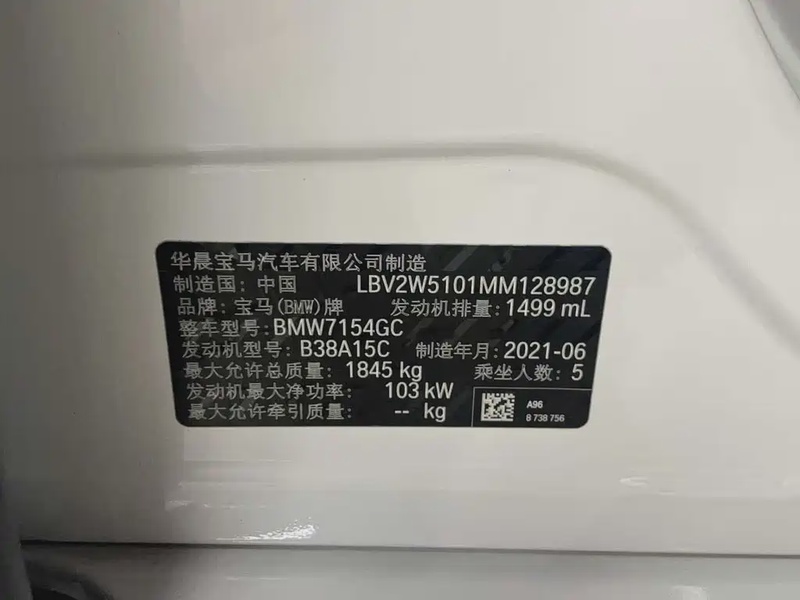 华晨宝马汽车有限公司制造
制造国：中国 LBV2W5101MM128987
品牌：宝马(BMW)牌 发动机排量：1499 mL
整车型号：BMW7154GC
发动机型号：B38A15C 制造年月：2021-06
最大允许总质量：1845 kg 乘坐人数：5
发动机最大净功率：103 kW
最大允许牵引质量：-- kg
A96
8 738 756